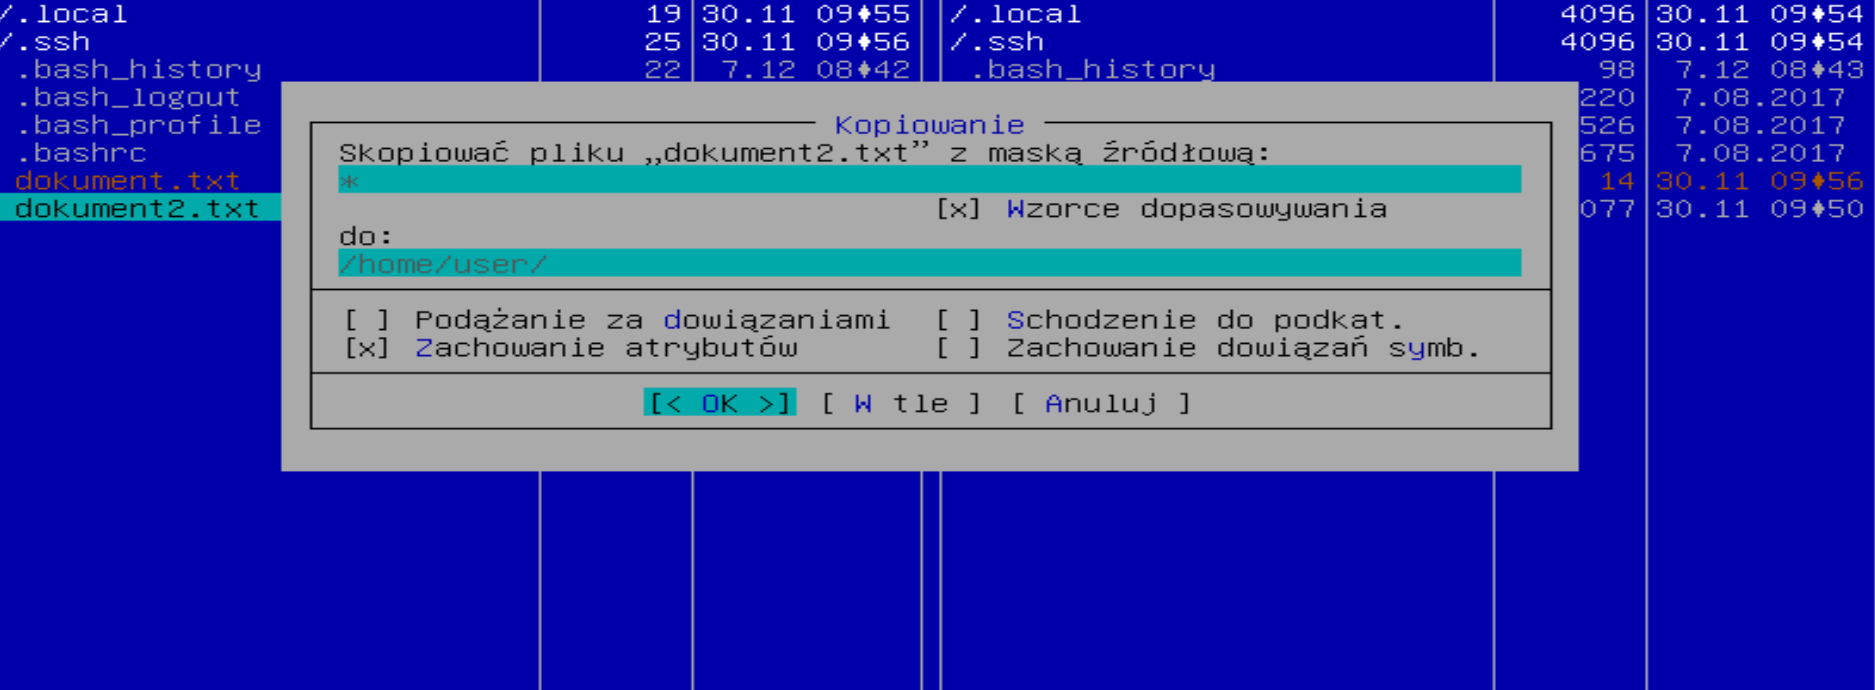 /.local 19 30.11 09♦55 /.local 4096 30.11 09♦54
/.ssh 25 30.11 09♦56 /.ssh 4096 30.11 09♦54
.bash_history 22 7.12 08♦42 .bash_history 98 7.12 08♦43
.bash_logout 220 7.08.2017
.bash_profile Kopiowanie 526 7.08.2017
.bashrc Skopiować pliku „dokument2.txt” z maską źródłową: 675 7.08.2017
dokument.txt * 14 30.11 09♦56
dokument2.txt [x] Wzorce dopasowywania 077 30.11 09♦50
do:
/home/user/
[ ] Podążanie za dowiązaniami [ ] Schodzenie do podkat.
[x] Zachowanie atrybutów [ ] Zachowanie dowiązań symb.
[< OK >] [ W tle ] [ Anuluj ]